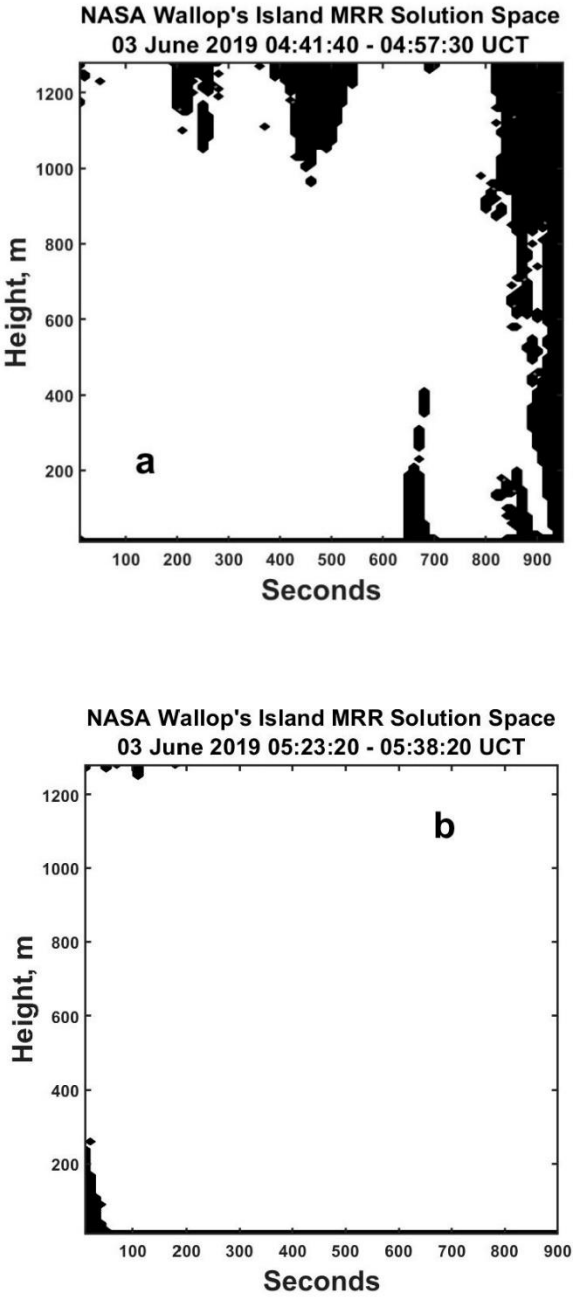 NASA Wallop's Island MRR Solution Space
03 June 2019 04:41:40 - 04:57:30 UCT
1200
1000
800
600
400
200
Height, m
a
100 200 300 400 500 600 700 800 900
Seconds
NASA Wallop's Island MRR Solution Space
03 June 2019 05:23:20 - 05:38:20 UCT
1200
1000
800
600
400
200
Height, m
b
100 200 300 400 500 600 700 800 900
Seconds